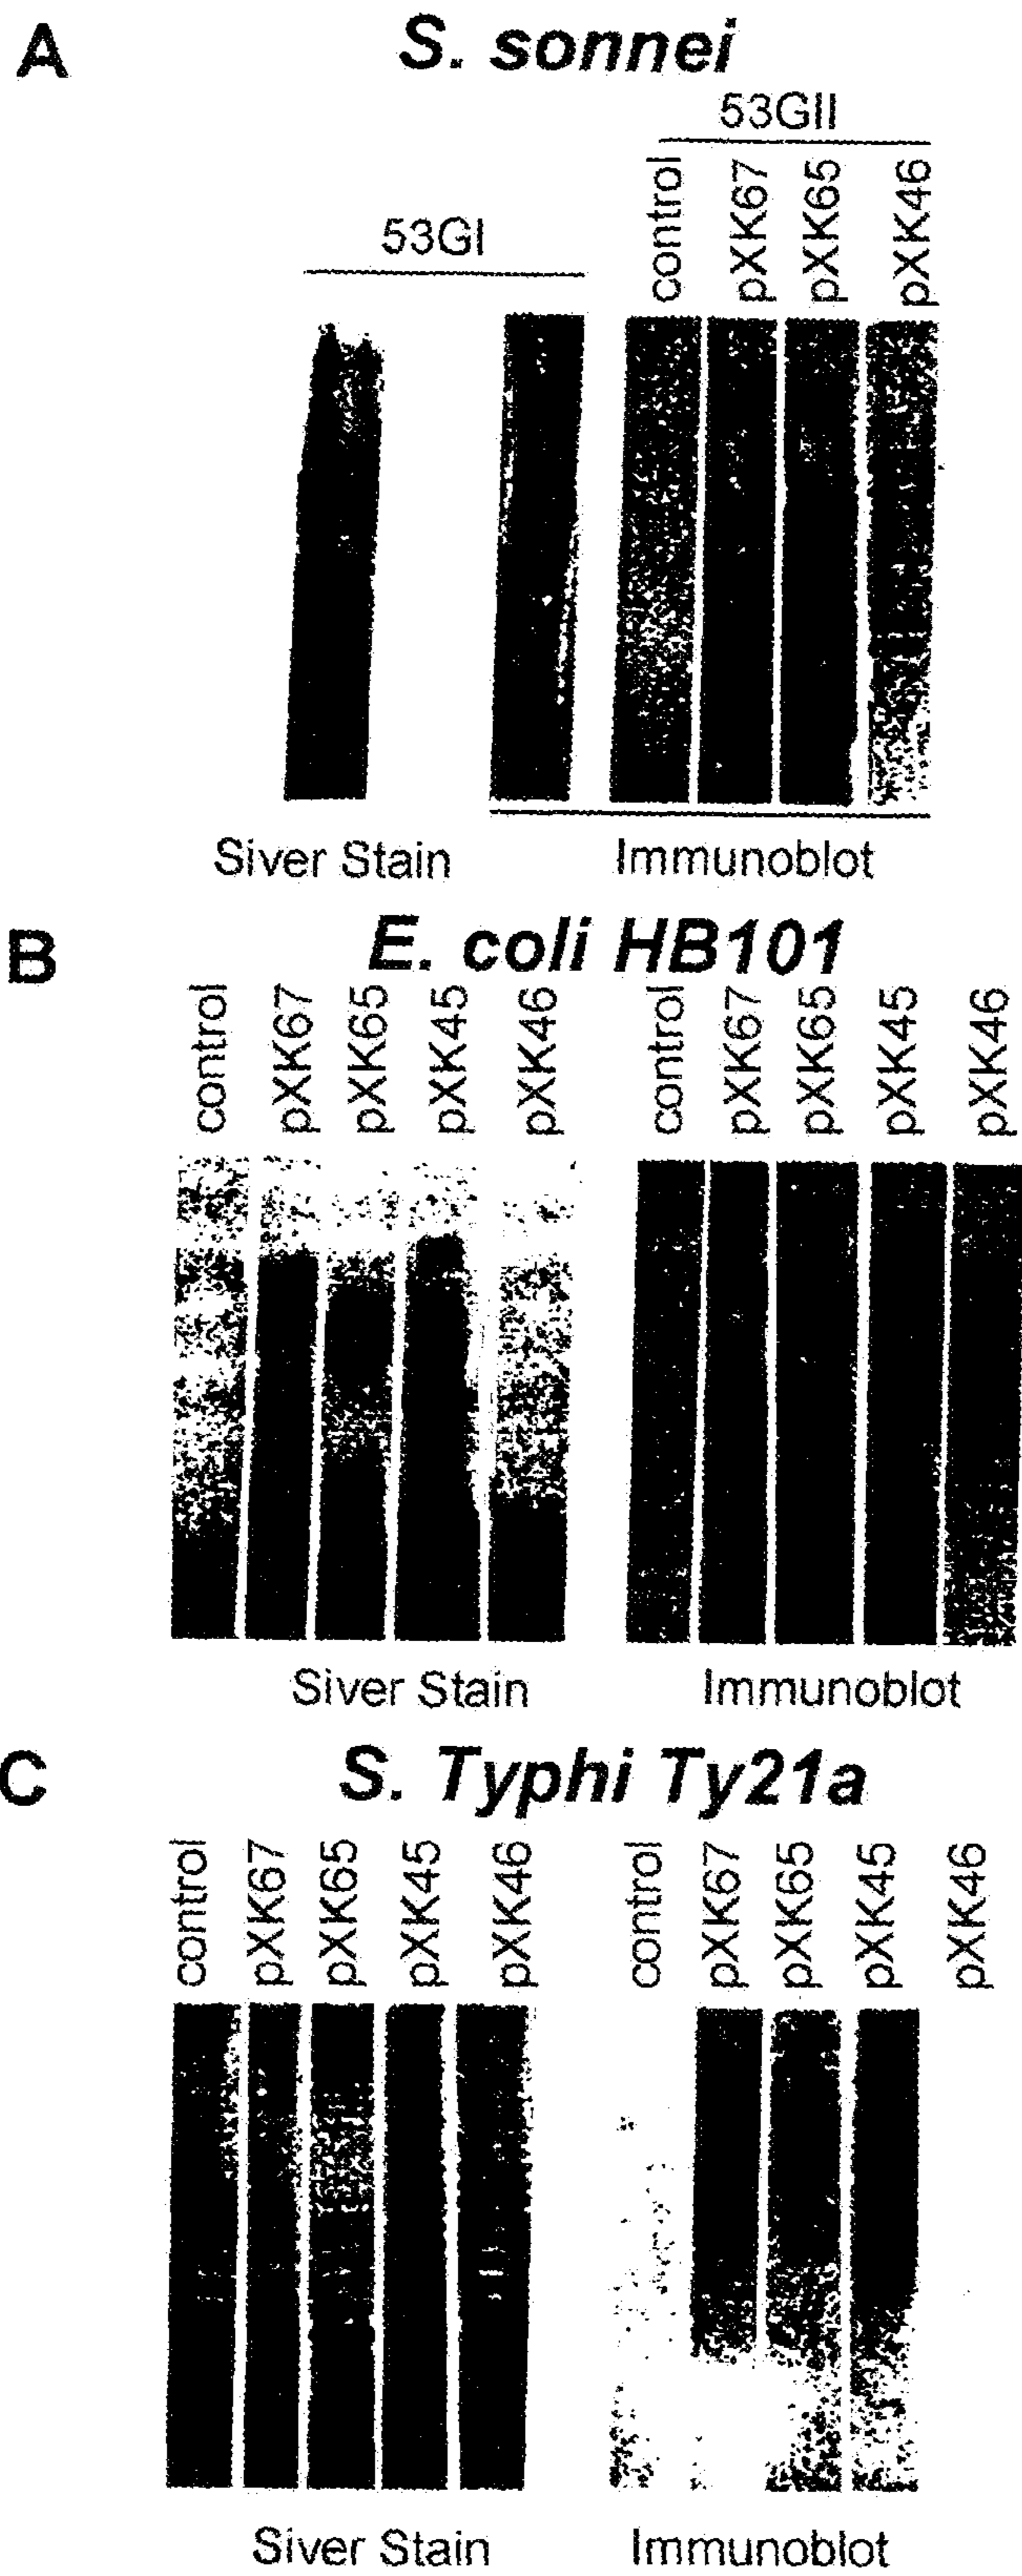 A
S. sonnei
53GII
53GI
control
pXK67
pXK65
pXK46
Siver Stain
Immunoblot
B
E. coli HB101
control
pXK67
pXK65
pXK45
pXK46
control
pXK67
pXK65
pXK45
pXK46
Siver Stain
Immunoblot
C
S. Typhi Ty21a
control
pXK67
pXK65
pXK45
pXK46
control
pXK67
pXK65
pXK45
pXK46
Siver Stain
Immunoblot